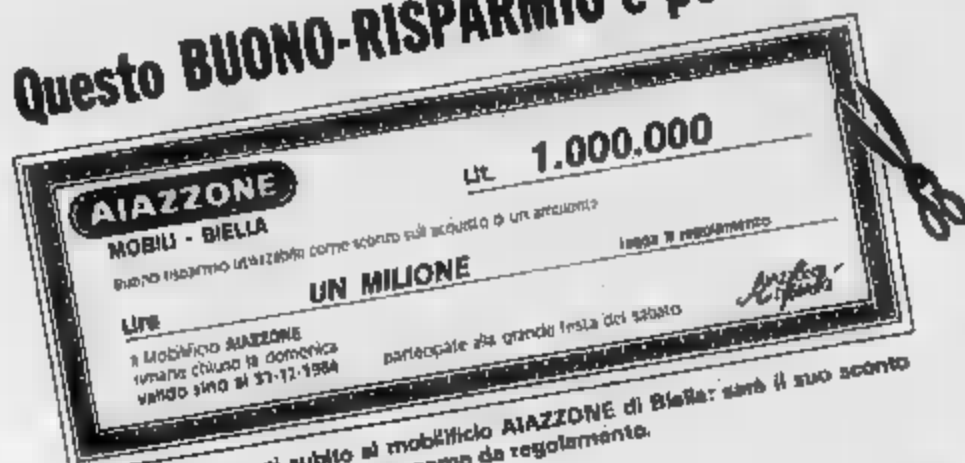 Questo BUONO-RISPARMIO è
AIAZZONE
MOBILI - BIELLA
Lit. 1.000.000
buono risparmio utilizzabile come sconto sull'acquisto di un ambiente
leggi il regolamento
Lire UN MILIONE
il Mobilificio AIAZZONE
rimane chiuso la domenica
valido sino al 31-12-1984
partecipate alla grande festa del sabato
subito al mobilificio AIAZZONE di Biella: sarà il suo sconto
come da regolamento.